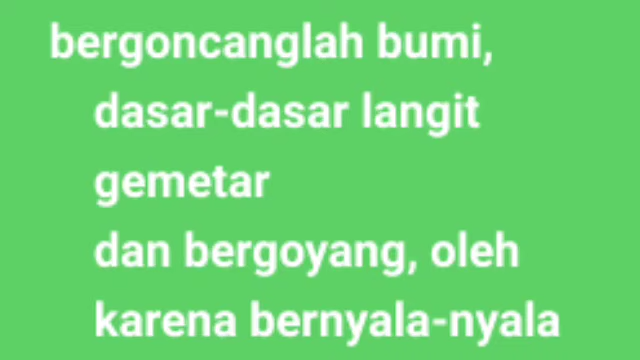 bergoncanglah bumi,
dasar-dasar langit
gemetar
dan bergoyang, oleh
karena bernyala-nyala